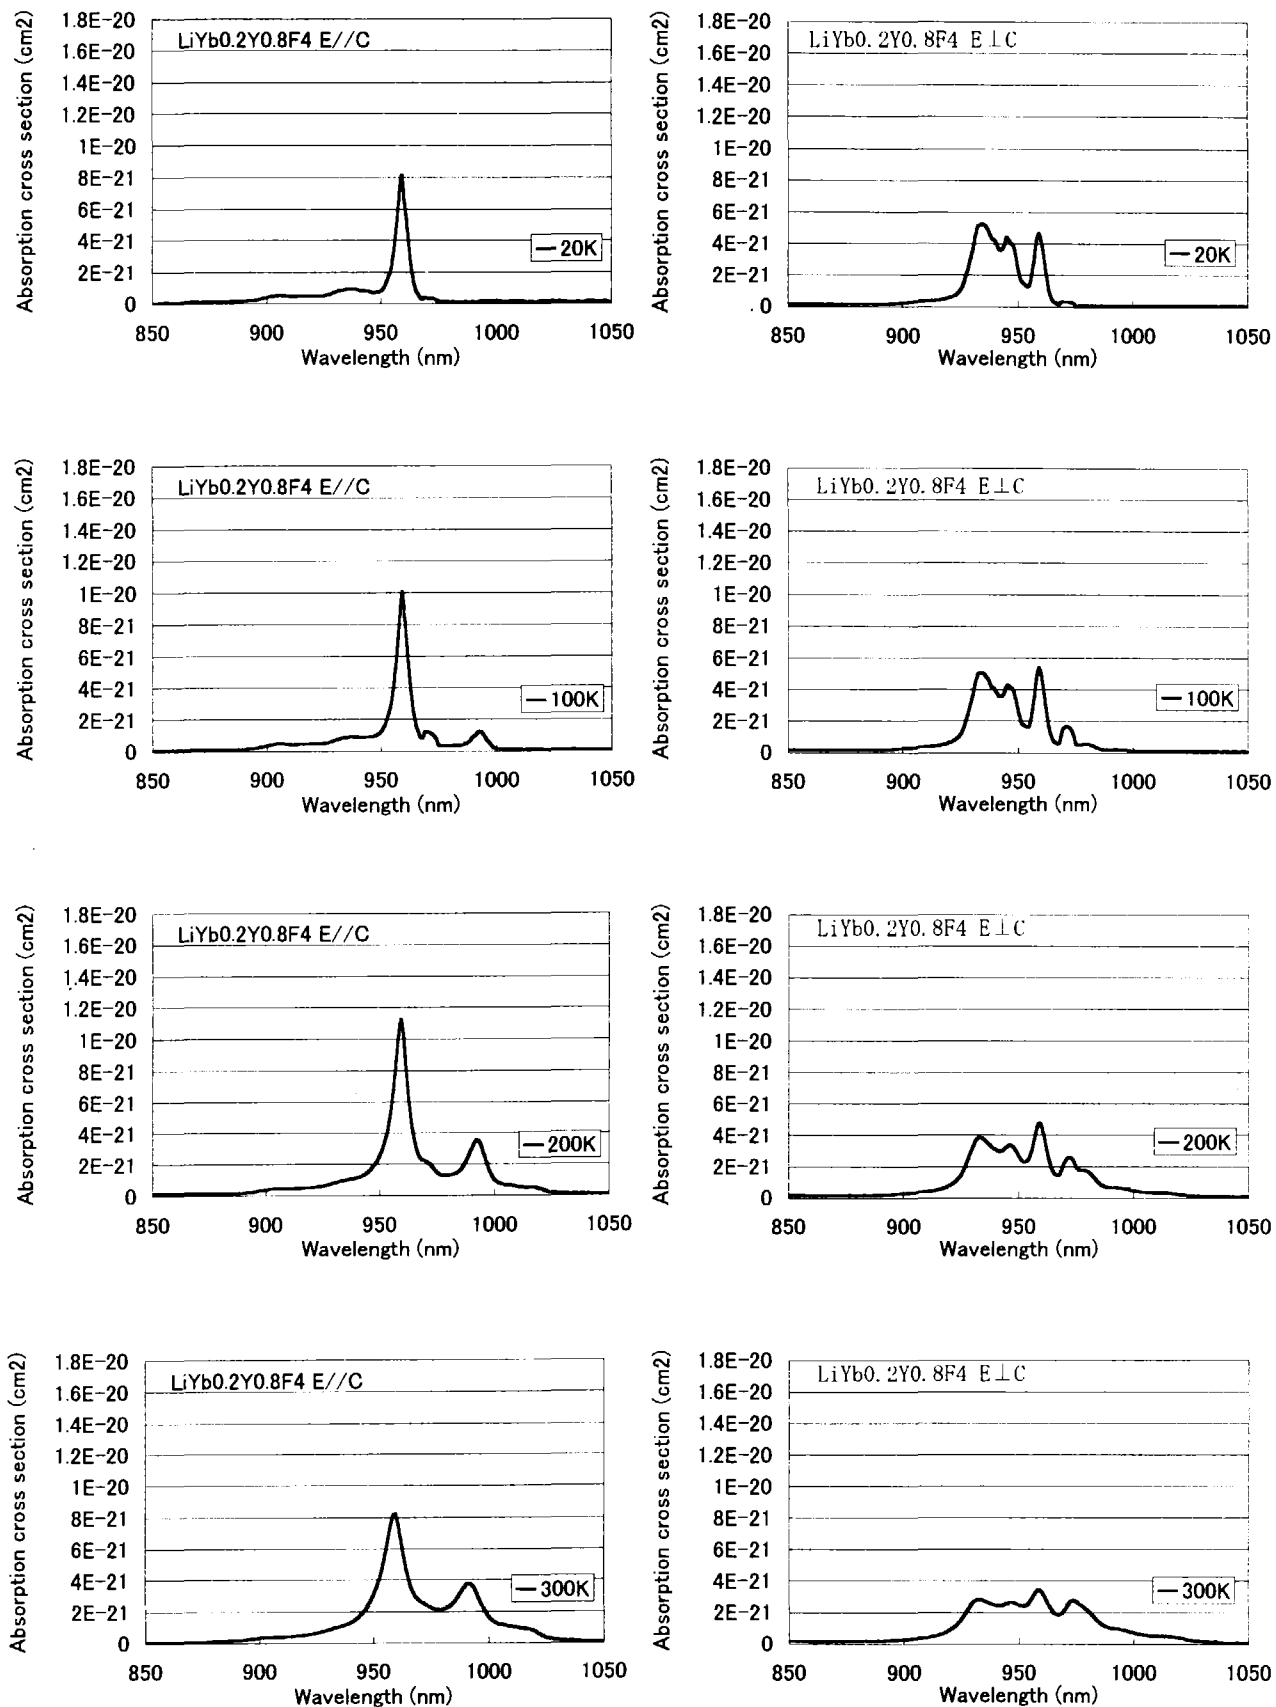 Absorption cross section (cm2)
1.8E-20
1.6E-20
1.4E-20
1.2E-20
1E-20
8E-21
6E-21
4E-21
2E-21
0
LiYb0.2Y0.8F4 E//C
20K
850 900 950 1000 1050
Wavelength (nm)
Absorption cross section (cm2)
1.8E-20
1.6E-20
1.4E-20
1.2E-20
1E-20
8E-21
6E-21
4E-21
2E-21
0
LiYb0.2Y0.8F4 E⊥C
20K
850 900 950 1000 1050
Wavelength (nm)
Absorption cross section (cm2)
1.8E-20
1.6E-20
1.4E-20
1.2E-20
1E-20
8E-21
6E-21
4E-21
2E-21
0
LiYb0.2Y0.8F4 E//C
100K
850 900 950 1000 1050
Wavelength (nm)
Absorption cross section (cm2)
1.8E-20
1.6E-20
1.4E-20
1.2E-20
1E-20
8E-21
6E-21
4E-21
2E-21
0
LiYb0.2Y0.8F4 E⊥C
100K
850 900 950 1000 1050
Wavelength (nm)
Absorption cross section (cm2)
1.8E-20
1.6E-20
1.4E-20
1.2E-20
1E-20
8E-21
6E-21
4E-21
2E-21
0
LiYb0.2Y0.8F4 E//C
200K
850 900 950 1000 1050
Wavelength (nm)
Absorption cross section (cm2)
1.8E-20
1.6E-20
1.4E-20
1.2E-20
1E-20
8E-21
6E-21
4E-21
2E-21
0
LiYb0.2Y0.8F4 E⊥C
200K
850 900 950 1000 1050
Wavelength (nm)
Absorption cross section (cm2)
1.8E-20
1.6E-20
1.4E-20
1.2E-20
1E-20
8E-21
6E-21
4E-21
2E-21
0
LiYb0.2Y0.8F4 E//C
300K
850 900 950 1000 1050
Wavelength (nm)
Absorption cross section (cm2)
1.8E-20
1.6E-20
1.4E-20
1.2E-20
1E-20
8E-21
6E-21
4E-21
2E-21
0
LiYb0.2Y0.8F4 E⊥C
300K
850 900 950 1000 1050
Wavelength (nm)